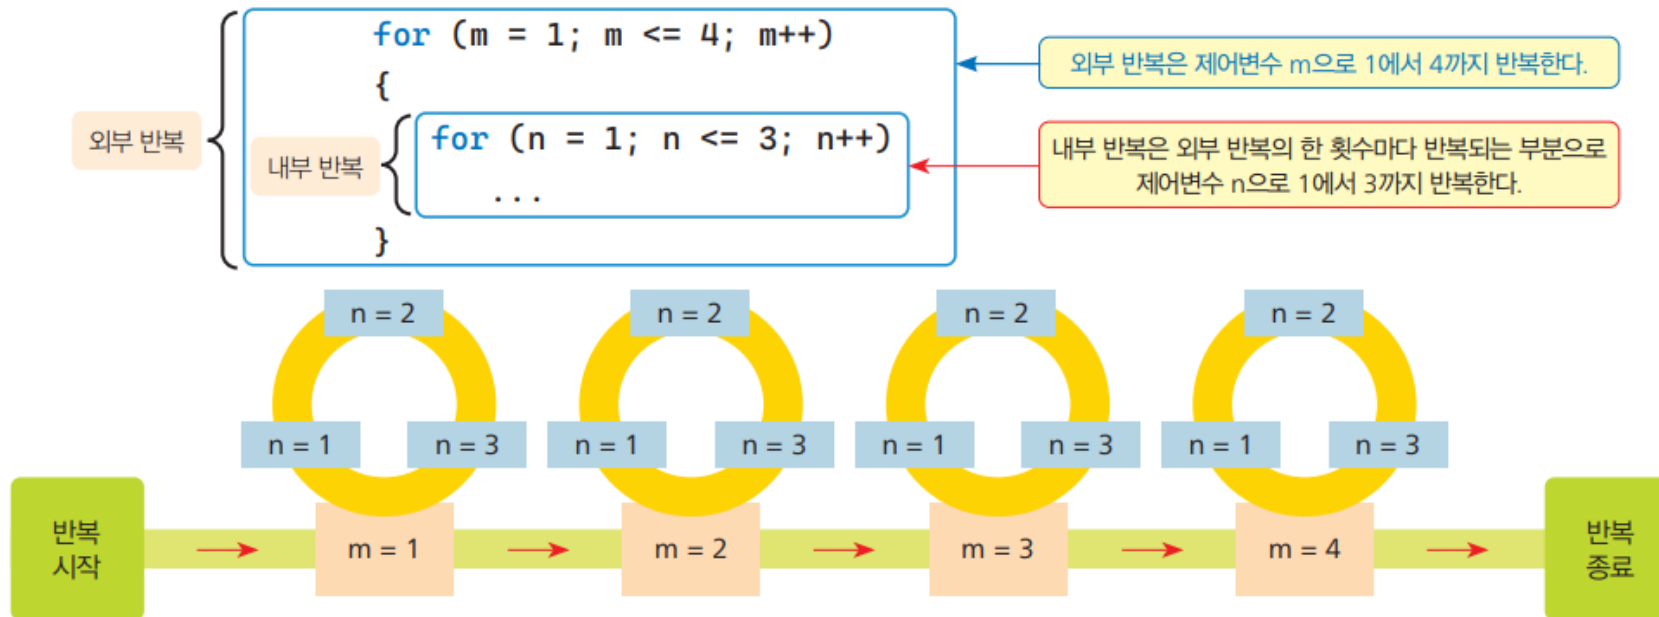 for (m = 1; m <= 4; m++)
{
for (n = 1; n <= 3; n++)
...
}
외부 반복
내부 반복
외부 반복은 제어변수 m으로 1에서 4까지 반복한다.
내부 반복은 외부 반복의 한 횟수마다 반복되는 부분으로
제어변수 n으로 1에서 3까지 반복한다.
n = 2
n = 2
n = 2
n = 2
n = 1
n = 3
n = 1
n = 3
n = 1
n = 3
n = 1
n = 3
반복
시작
m = 1
m = 2
m = 3
m = 4
반복
종료